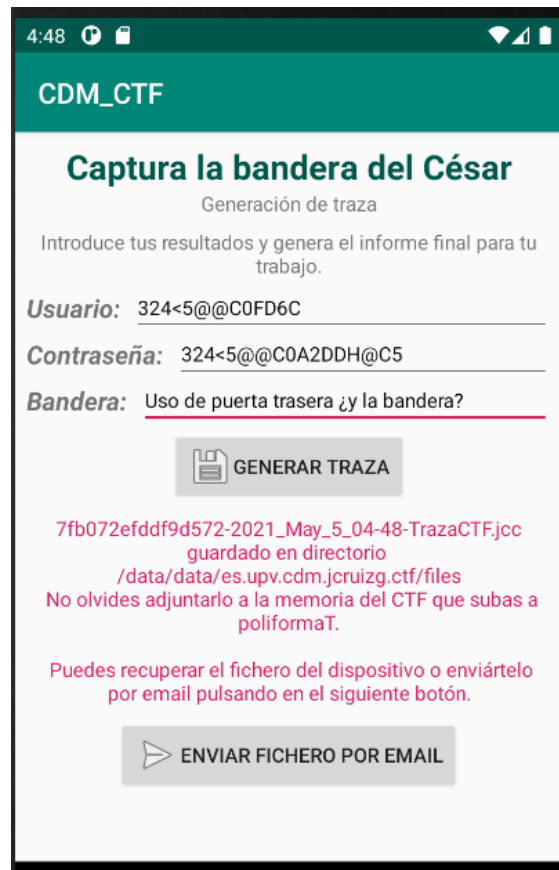 4:48
CDM_CTF
Captura la bandera del César
Generación de traza
Introduce tus resultados y genera el informe final para tu
trabajo.
Usuario: 324<5@@C0FD6C
Contraseña: 324<5@@C0A2DDH@C5
Bandera: Uso de puerta trasera ¿y la bandera?
GENERAR TRAZA
7fb072efddf9d572-2021_May_5_04-48-TrazaCTF.jcc
guardado en directorio
/data/data/es.upv.cdm.jcruizg.ctf/files
No olvides adjuntarlo a la memoria del CTF que subas a
poliformaT.
Puedes recuperar el fichero del dispositivo o enviártelo
por email pulsando en el siguiente botón.
ENVIAR FICHERO POR EMAIL